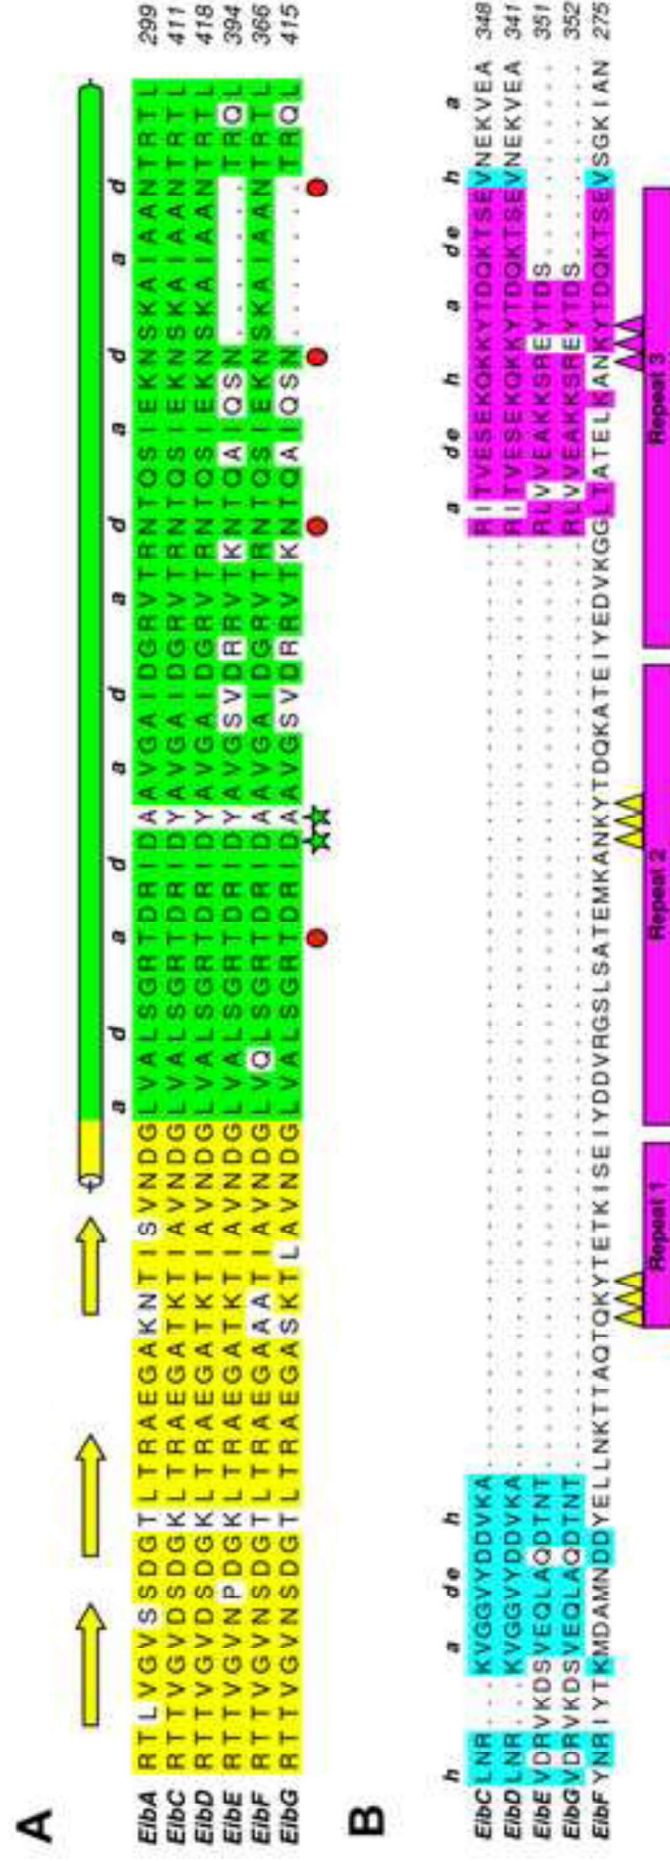 A
a d a d a d a d a d a d
EibA RTLVGVSSDGTLTRAEGAKNTISVNDGLVALSGRTDRIDAAVGAIDGRVTRNTQSIEKNSKAIAANTRTL 299
EibC RTTVGVDSDGKLTRAEGATKTIAVNDGLVALSGRTDRIDYAVGAIDGRVTRNTQSIEKNSKAIAANTRTL 411
EibD RTTVGVDSDGKLTRAEGATKTIAVNDGLVALSGRTDRIDYAVGAIDGRVTRNTQSIEKNSKAIAANTRTL 418
EibE RTTVGVNPDGKLTRAEGATKTIAVNDGLVALSGRTDRIDYAVGSVDRRVTKNTQAIQSN.......TRQL 394
EibF RTTVGVNSDGTLTRAEGAAATIAVNDGLVQLSGRTDRIDAAVGAIDGRVTRNTQSIEKNSKAIAANTRTL 366
EibG RTTVGVNSDGTLTRAEGASKTLAVNDGLVALSGRTDRIDAAVGSVDRRVTKNTQAIQSN.......TRQL 415
B
h a d e h a d e h a d e h a
EibC LNR...KVGGVYDDVKA...................................................RITVESEKQKKYTDQKTSEVNEKVEA 348
EibD LNR...KVGGVYDDVKA...................................................RITVESEKQKKYTDQKTSEVNEKVEA 341
EibE VDRVKDSVEQLAQDTNT...................................................RLVVEAKKSREYTDS........... 351
EibG VDRVKDSVEQLAQDTNT...................................................RLVVEAKKSREYTDS........... 352
EibF YNRIYTKMDAMNDDYELLNKTTAQTQKYTETKISEIYDDVRGSLSATEMKANKYTDQKATEIYEDVKGGLTATELKANKYTDQKTSEVSGKIAN 275
Repeat 1 Repeat 2 Repeat 3